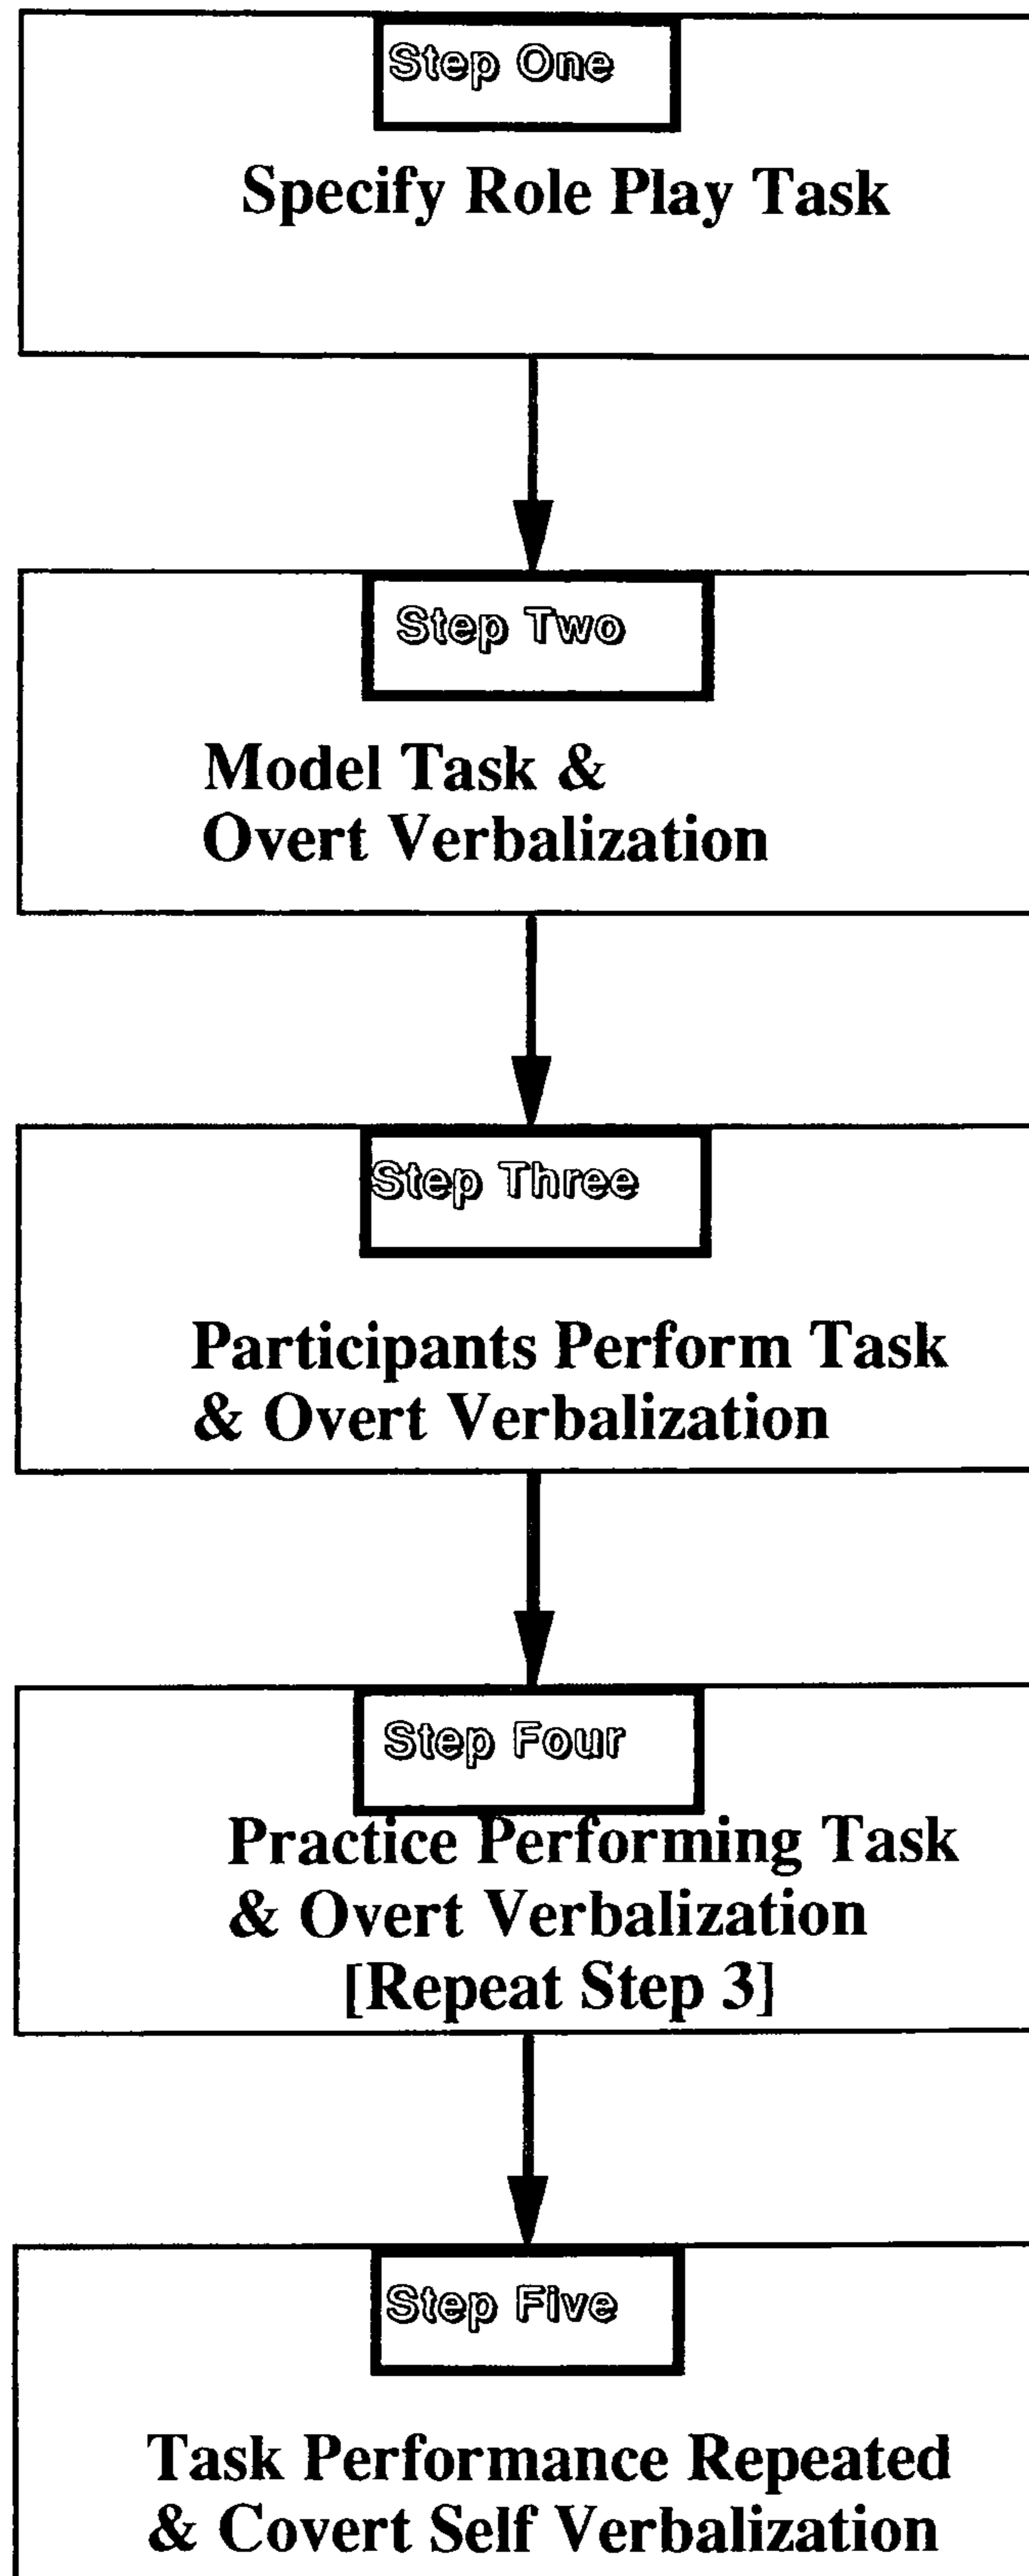 Step One
Specify Role Play Task
Step Two
Model Task &
Overt Verbalization
Step Three
Participants Perform Task
& Overt Verbalization
Step Four
Practice Performing Task
& Overt Verbalization
[Repeat Step 3]
Step Five
Task Performance Repeated
& Covert Self Verbalization